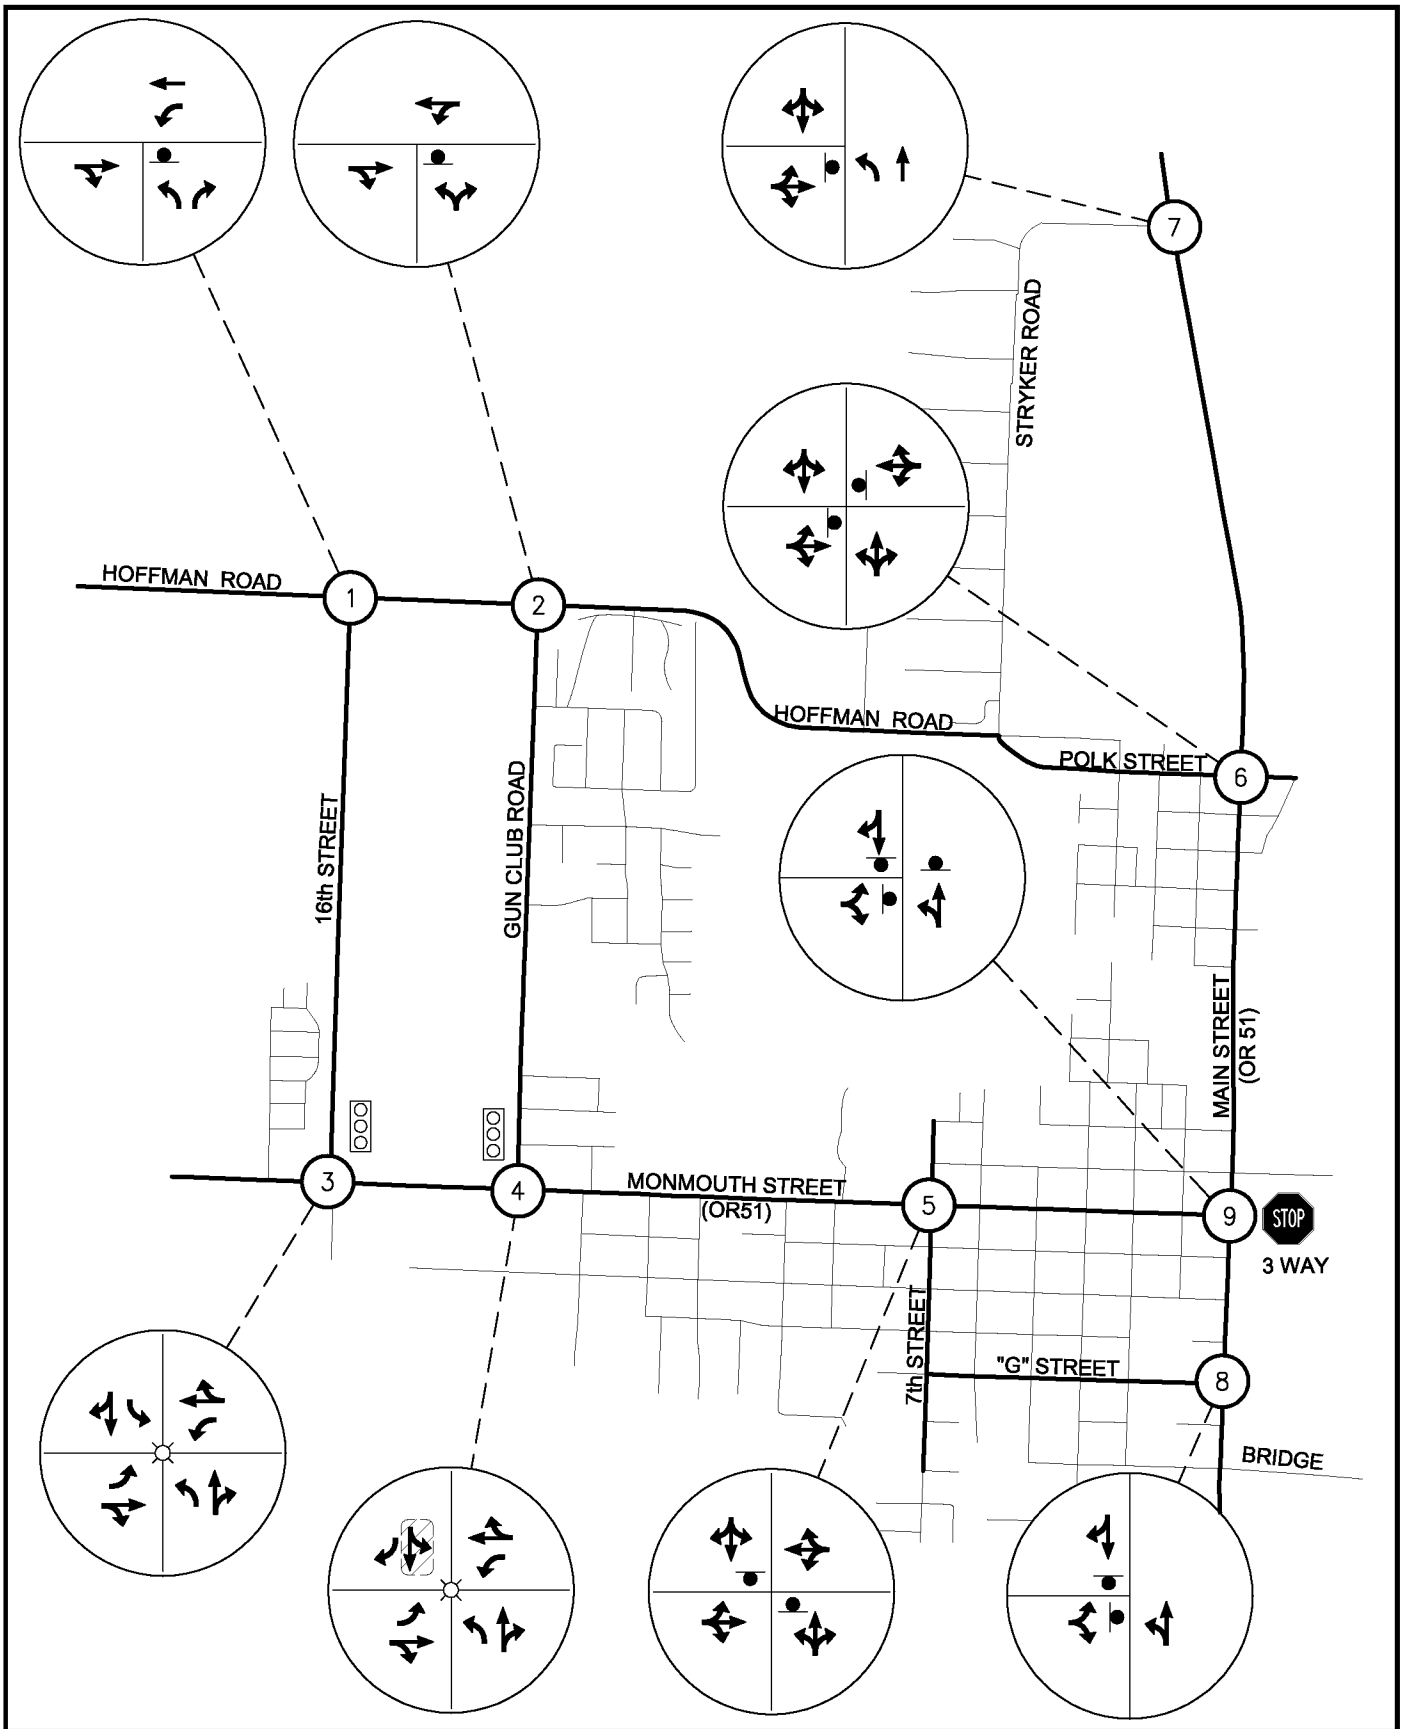 7
STRYKER ROAD
HOFFMAN ROAD
1
2
HOFFMAN ROAD
POLK STREET
6
16th STREET
GUN CLUB ROAD
MAIN STREET
(OR 51)
3
4
MONMOUTH STREET
(OR51)
5
9
STOP
3 WAY
7th STREET
"G" STREET
8
BRIDGE